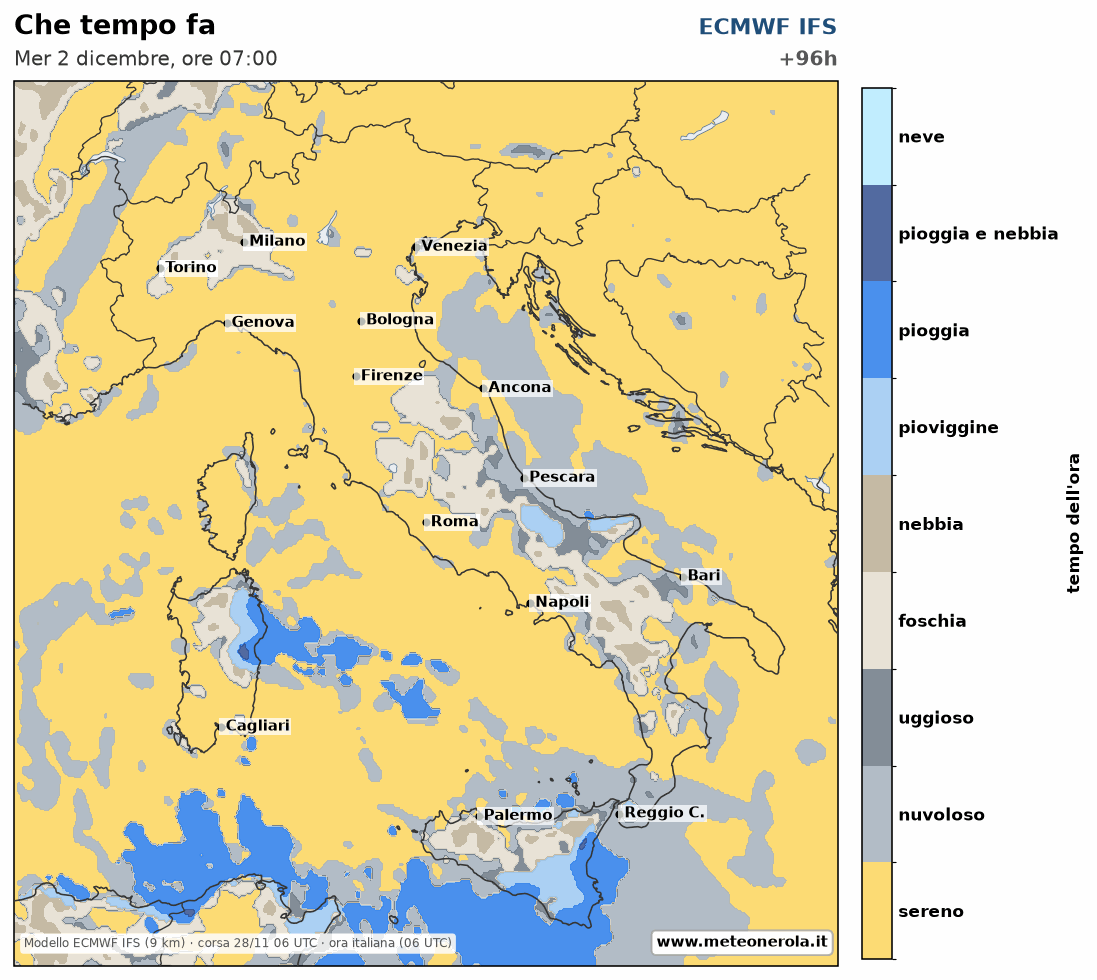 Che tempo fa
ECMWF IFS
Mer 2 dicembre, ore 07:00
+96h
neve
pioggia e nebbia
pioggia
pioviggine
nebbia
foschia
uggioso
nuvoloso
sereno
tempo dell'ora
Milano
Venezia
Torino
Genova
Bologna
Firenze
Ancona
Pescara
Roma
Bari
Napoli
Cagliari
Palermo
Reggio C.
Modello ECMWF IFS (9 km) · corsa 28/11 06 UTC · ora italiana (06 UTC)
www.meteonerola.it